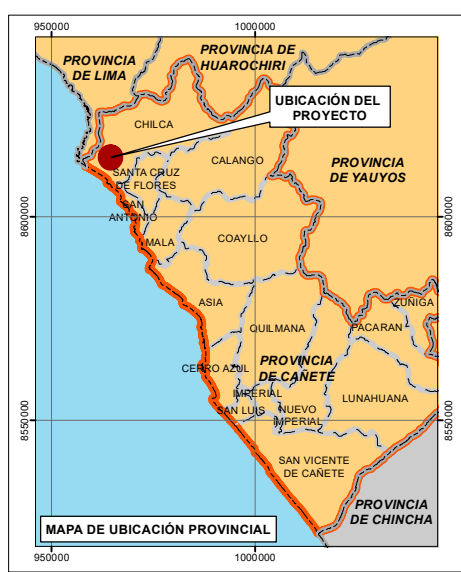 950000
1000000
PROVINCIA
DE LIMA
PROVINCIA DE
HUAROCHIRI
UBICACIÓN DEL
PROYECTO
CHILCA
CALANGO
PROVINCIA
DE YAUYOS
SANTA CRUZ
DE FLORES
SAN
ANTONIO
8600000
8600000
MALA
COAYLLO
ASIA
ZUÑIGA
QUILMANA
PACARAN
PROVINCIA
DE CAÑETE
CERRO AZUL
IMPERIAL
LUNAHUANA
SAN LUIS
NUEVO
IMPERIAL
8550000
8550000
SAN VICENTE
DE CAÑETE
PROVINCIA
DE CHINCHA
MAPA DE UBICACIÓN PROVINCIAL
950000
1000000